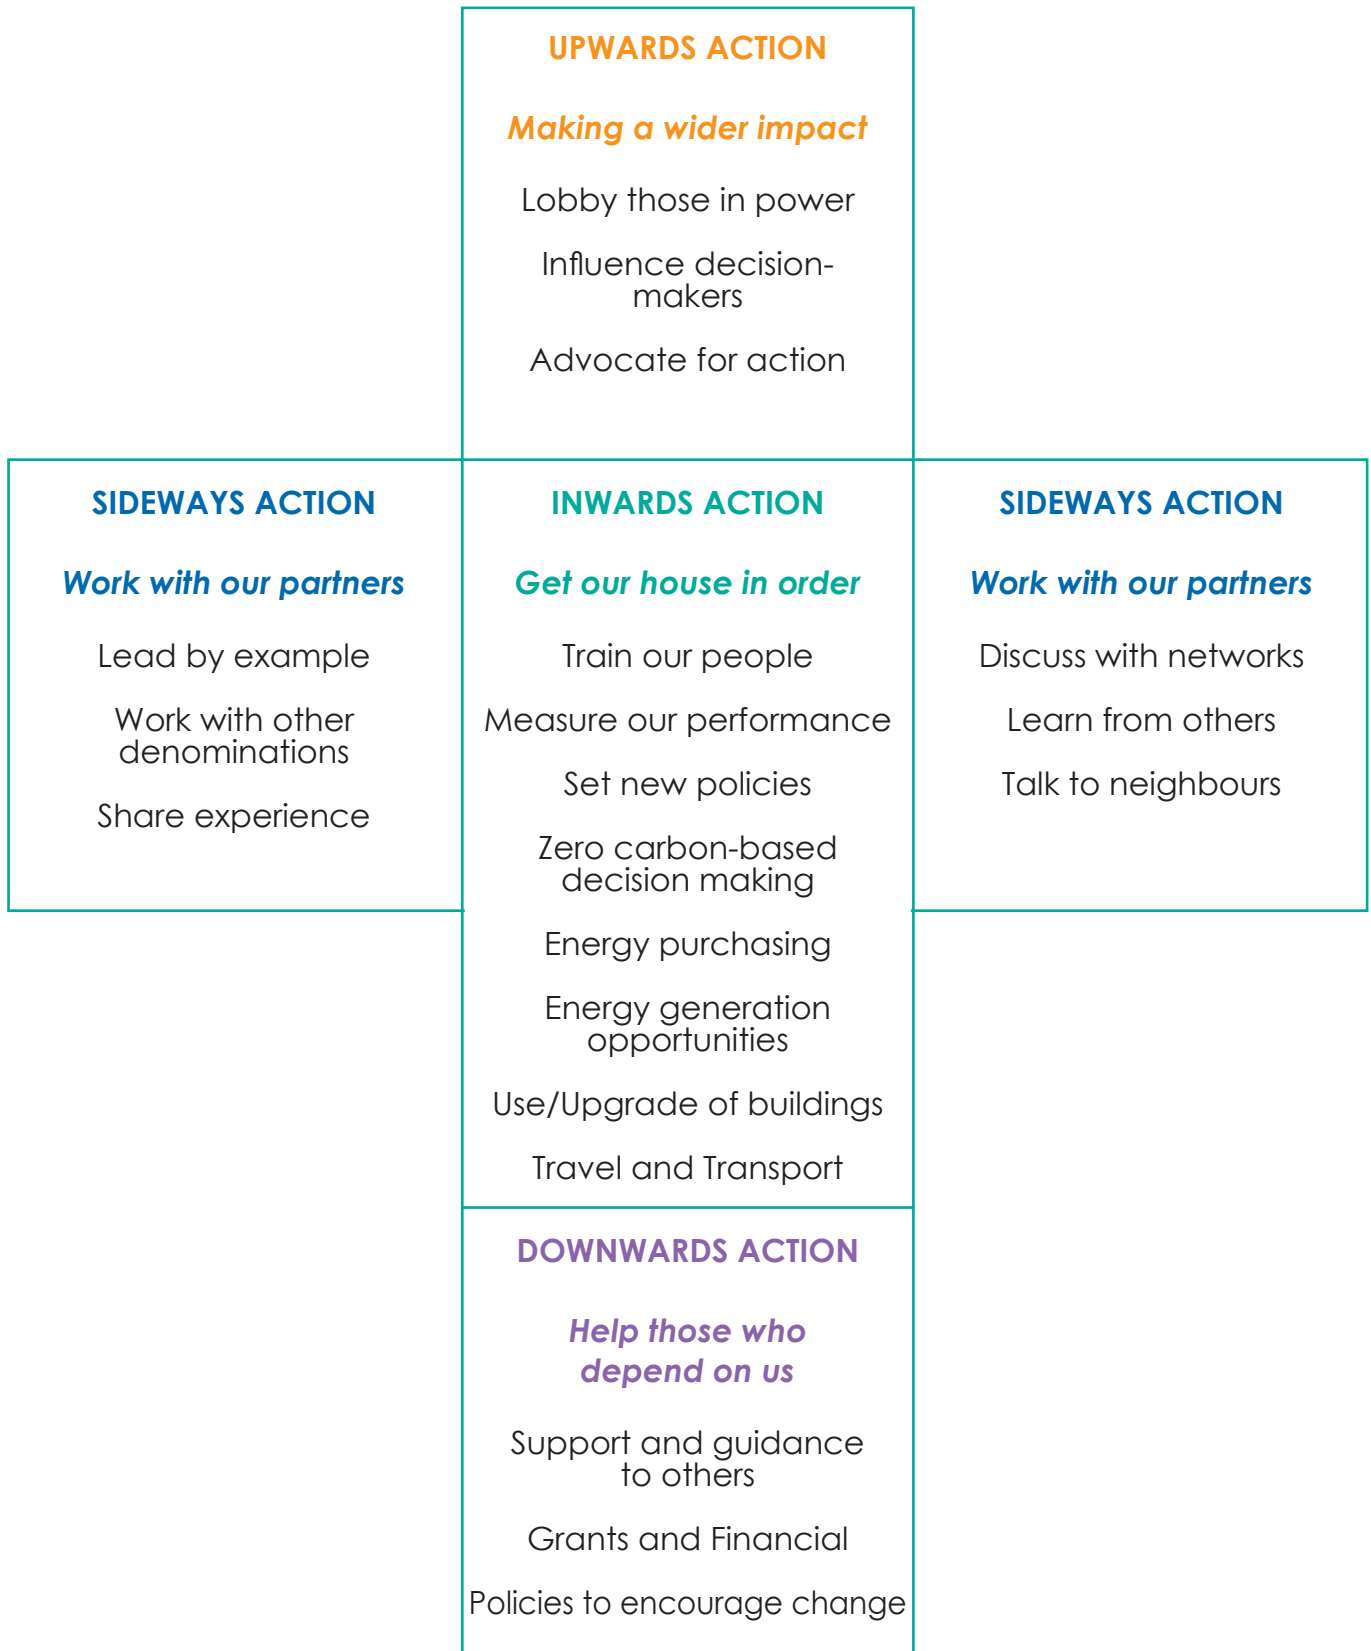 UPWARDS ACTION
Making a wider impact
Lobby those in power
Influence decision-
makers
Advocate for action
SIDEWAYS ACTION
Work with our partners
Lead by example
Work with other
denominations
Share experience
INWARDS ACTION
Get our house in order
Train our people
Measure our performance
Set new policies
Zero carbon-based
decision making
Energy purchasing
Energy generation
opportunities
Use/Upgrade of buildings
Travel and Transport
SIDEWAYS ACTION
Work with our partners
Discuss with networks
Learn from others
Talk to neighbours
DOWNWARDS ACTION
Help those who
depend on us
Support and guidance
to others
Grants and Financial
Policies to encourage change